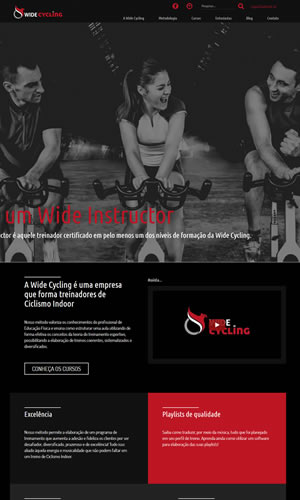 WIDE CYCLING
Pesquisa...
A Wide Cycling
Metodologia
Cursos
Entrevistas
Blog
Contato
um Wide Instructor
ctor é aquele treinador certificado em pelo menos um dos níveis de formação da Wide Cycling.
A Wide Cycling é uma empresa
que forma treinadores de
Ciclismo Indoor
Nosso método valoriza os conhecimentos do profissional de
Educação Física e ensina como estruturar uma aula utilizando de
forma efetiva os conceitos da teoria do treinamento esportivo,
possibilitando a elaboração de treinos coerentes, sistematizados e
diversificados.
CONHEÇA OS CURSOS
WIDE
CYCLING
Excelência
Nosso método permite a elaboração de um programa de
treinamento que aumenta a adesão e fideliza os clientes por ser
desafiador, diversificado, prazeroso e de excelência! Tudo isso
aliado àquela energia e musicalidade que não podem faltar em
um treino de Ciclismo Indoor.
Playlists de qualidade
Saiba como traduzir, por meio da música, tudo que foi planejado
em seu perfil de treino. Aprenda ainda como utilizar um software
para elaboração das suas playlists!